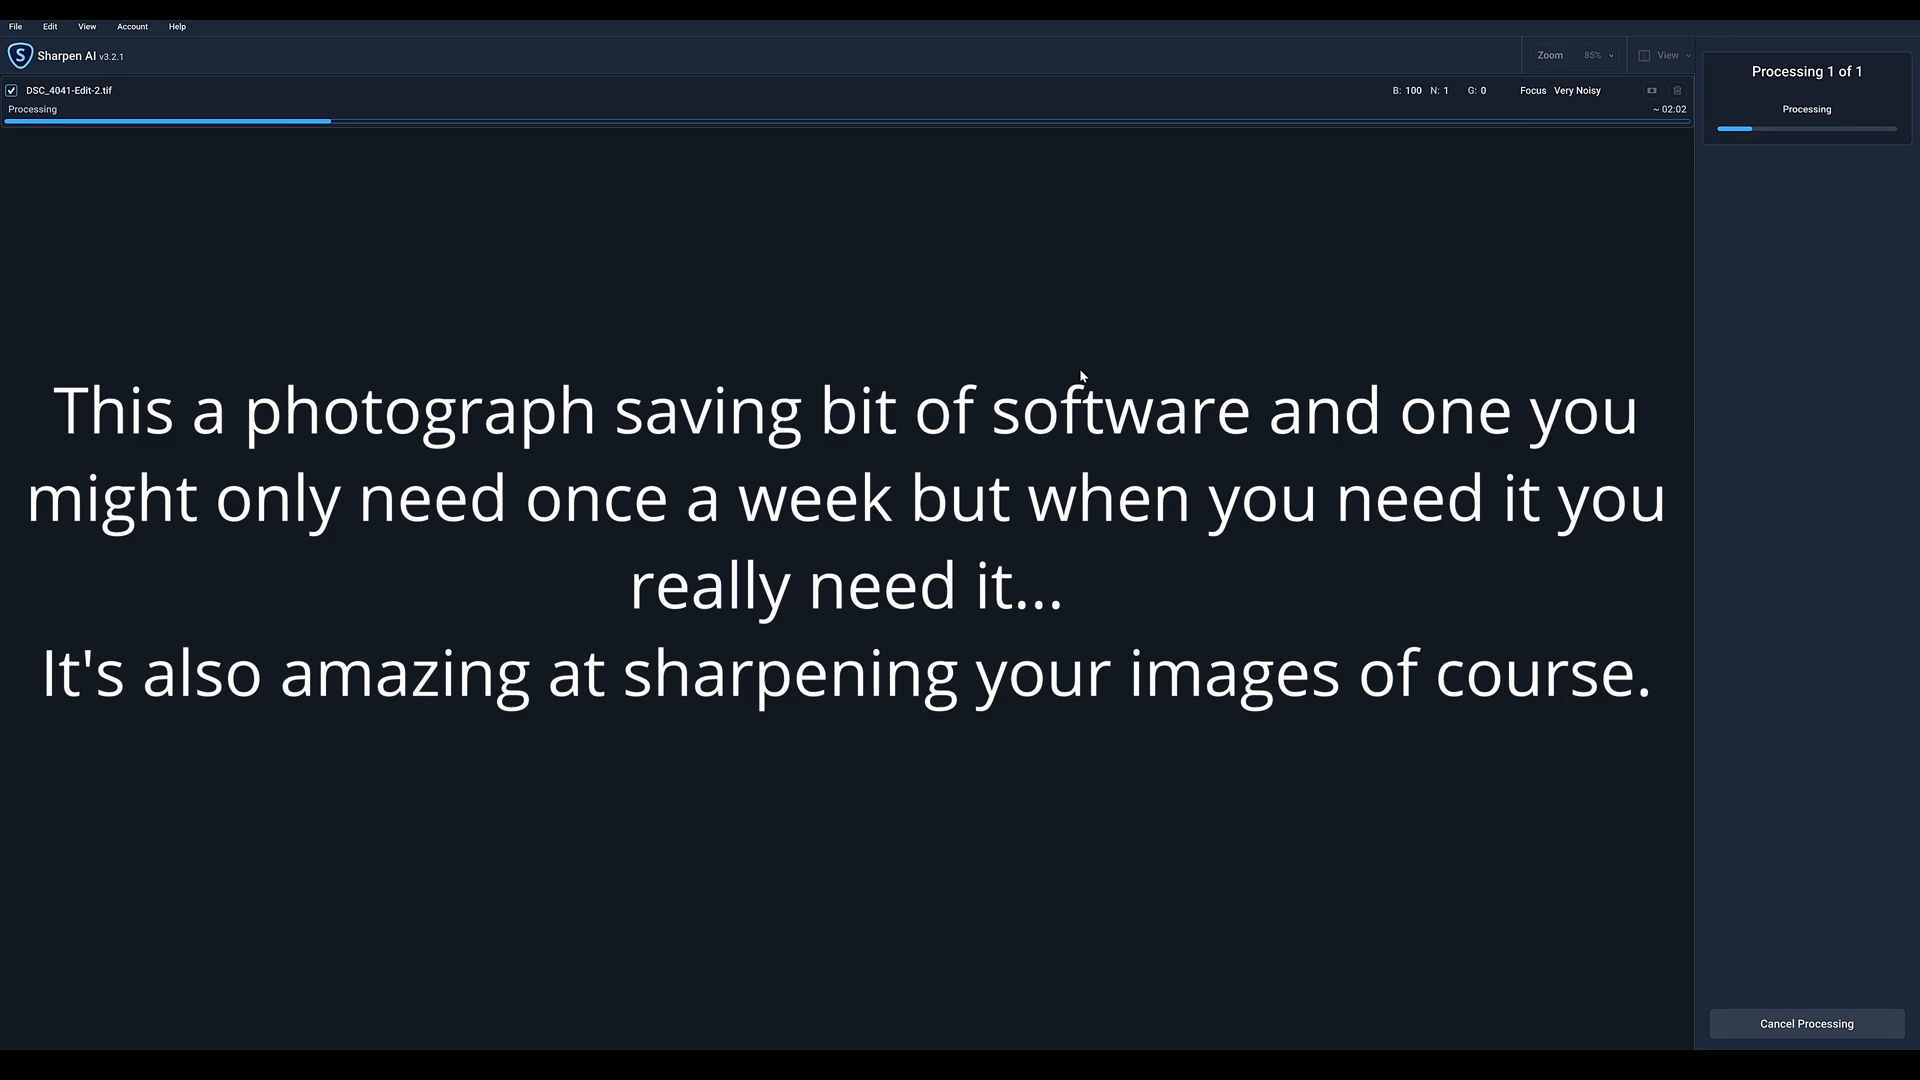 File Edit View Account Help
Sharpen AI v3.2.1
Zoom 85% View
Processing 1 of 1
DSC_4041-Edit-2.tif B: 100 N: 1 G: 0 Focus Very Noisy
Processing ~ 02:02
Processing
This a photograph saving bit of software and one you
might only need once a week but when you need it you
really need it...
It's also amazing at sharpening your images of course.
Cancel Processing